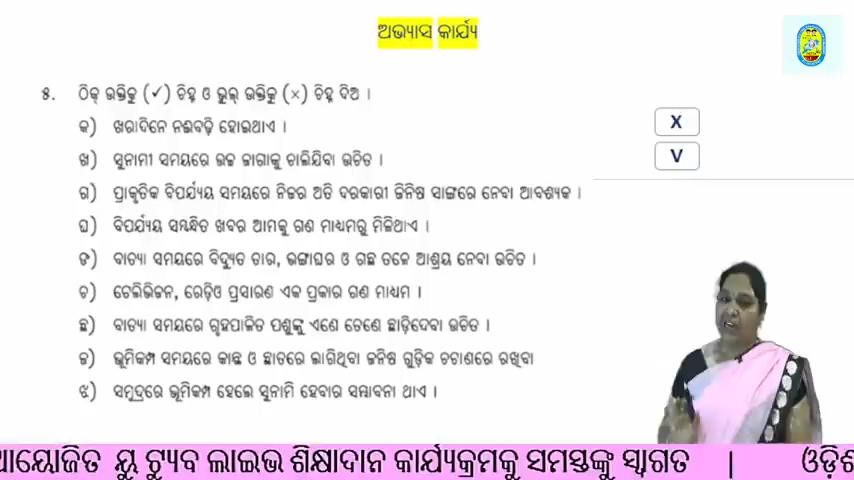 ଅଭ୍ୟାସ କାର୍ଯ୍ୟ
୫. ଠିକ୍ ଉକ୍ତିକୁ (✓) ଚିହ୍ନ ଓ ଭୁଲ୍ ଉକ୍ତିକୁ (×) ଚିହ୍ନ ଦିଅ ।
କ) ଖରାଦିନେ ନଈବଢ଼ି ହୋଇଥାଏ । X
ଖ) ସୁନାମୀ ସମୟରେ ଉଚ୍ଚ ଜାଗାକୁ ଚାଲିଯିବା ଉଚିତ । V
ଗ) ପ୍ରାକୃତିକ ବିପର୍ଯ୍ୟୟ ସମୟରେ ନିଜର ଅତି ଦରକାରୀ ଜିନିଷ ସାଙ୍ଗରେ ନେବା ଆବଶ୍ୟକ ।
ଘ) ବିପର୍ଯ୍ୟୟ ସମ୍ବନ୍ଧିତ ଖବର ଆମକୁ ଗଣ ମାଧ୍ୟମରୁ ମିଳିଥାଏ ।
ଙ) ବାତ୍ୟା ସମୟରେ ବିଦ୍ୟୁତ ତାର, ଭଙ୍ଗାଘର ଓ ଗଛ ତଳେ ଆଶ୍ରୟ ନେବା ଉଚିତ ।
ଚ) ଟେଲିଭିଜନ, ରେଡ଼ିଓ ପ୍ରସାରଣ ଏକ ପ୍ରକାର ଗଣ ମାଧ୍ୟମ ।
ଛ) ବାତ୍ୟା ସମୟରେ ଗୃହପାଳିତ ପଶୁଙ୍କୁ ଏଣେ ତେଣେ ଛାଡ଼ିଦେବା ଉଚିତ ।
ଜ) ଭୂମିକମ୍ପ ସମୟରେ କାନ୍ଥ ଓ ଛାତରେ ଲାଗିଥିବା ଜନିଷ ଗୁଡ଼ିକ ଚଟାଣରେ ରଖିବା
ଝ) ସମୁଦ୍ରରେ ଭୂମିକମ୍ପ ହେଲେ ସୁନାମି ହେବାର ସମ୍ଭାବନା ଥାଏ ।
ଆୟୋଜିତ ୟୁ ଟ୍ୟୁବ ଲାଇଭ ଶିକ୍ଷାଦାନ କାର୍ଯ୍ୟକ୍ରମକୁ ସମସ୍ତଙ୍କୁ ସ୍ୱାଗତ | ଓଡ଼ିଶ